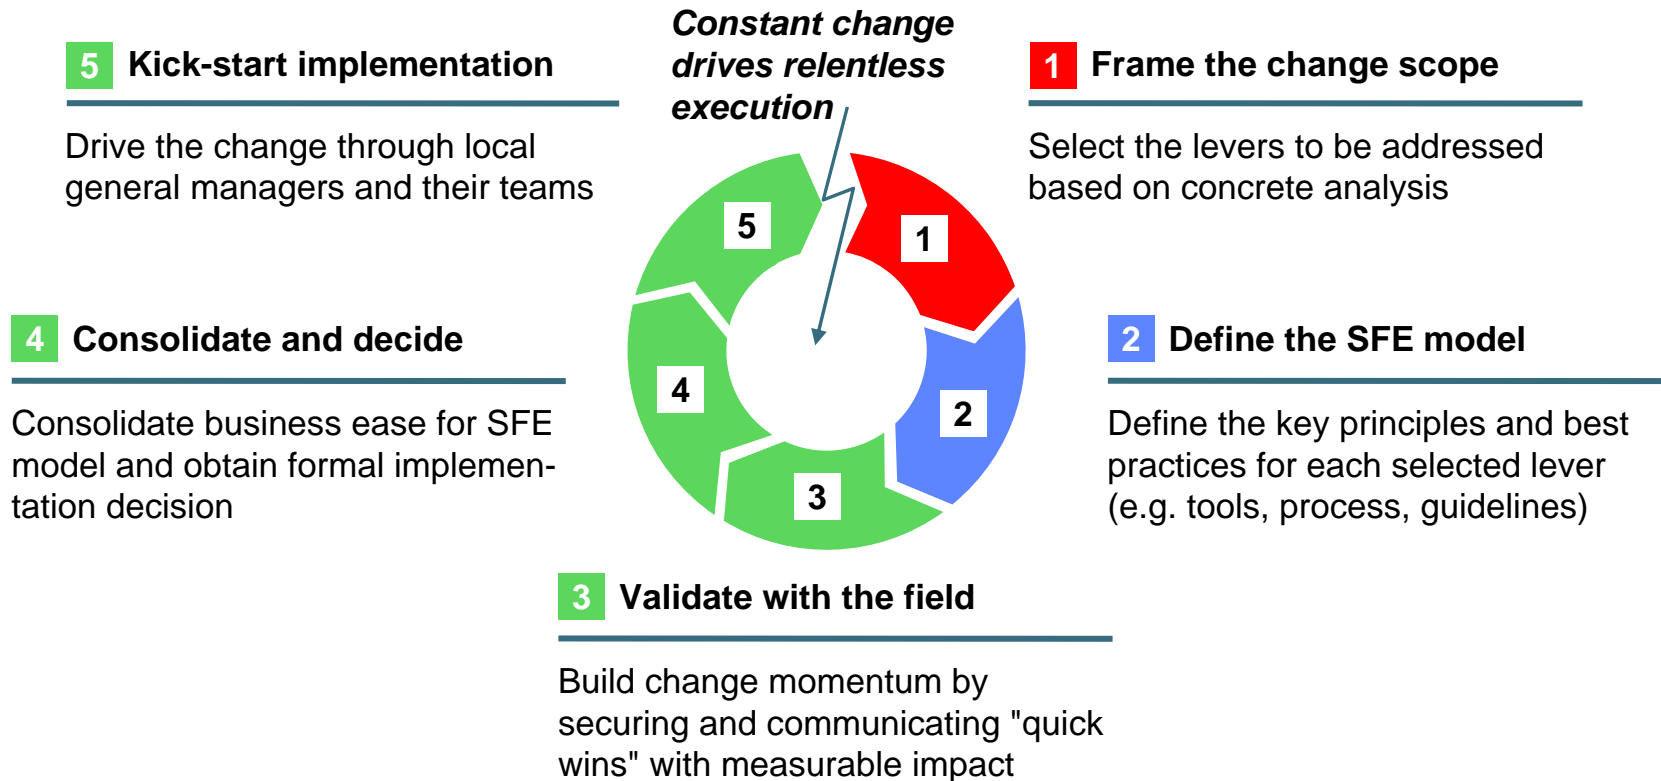 Constant change
drives relentless
execution
1 Frame the change scope
Select the levers to be addressed
based on concrete analysis
2 Define the SFE model
Define the key principles and best
practices for each selected lever
(e.g. tools, process, guidelines)
3 Validate with the field
Build change momentum by
securing and communicating "quick
wins" with measurable impact
4 Consolidate and decide
Consolidate business ease for SFE
model and obtain formal implemen-
tation decision
5 Kick-start implementation
Drive the change through local
general managers and their teams
1
2
3
4
5